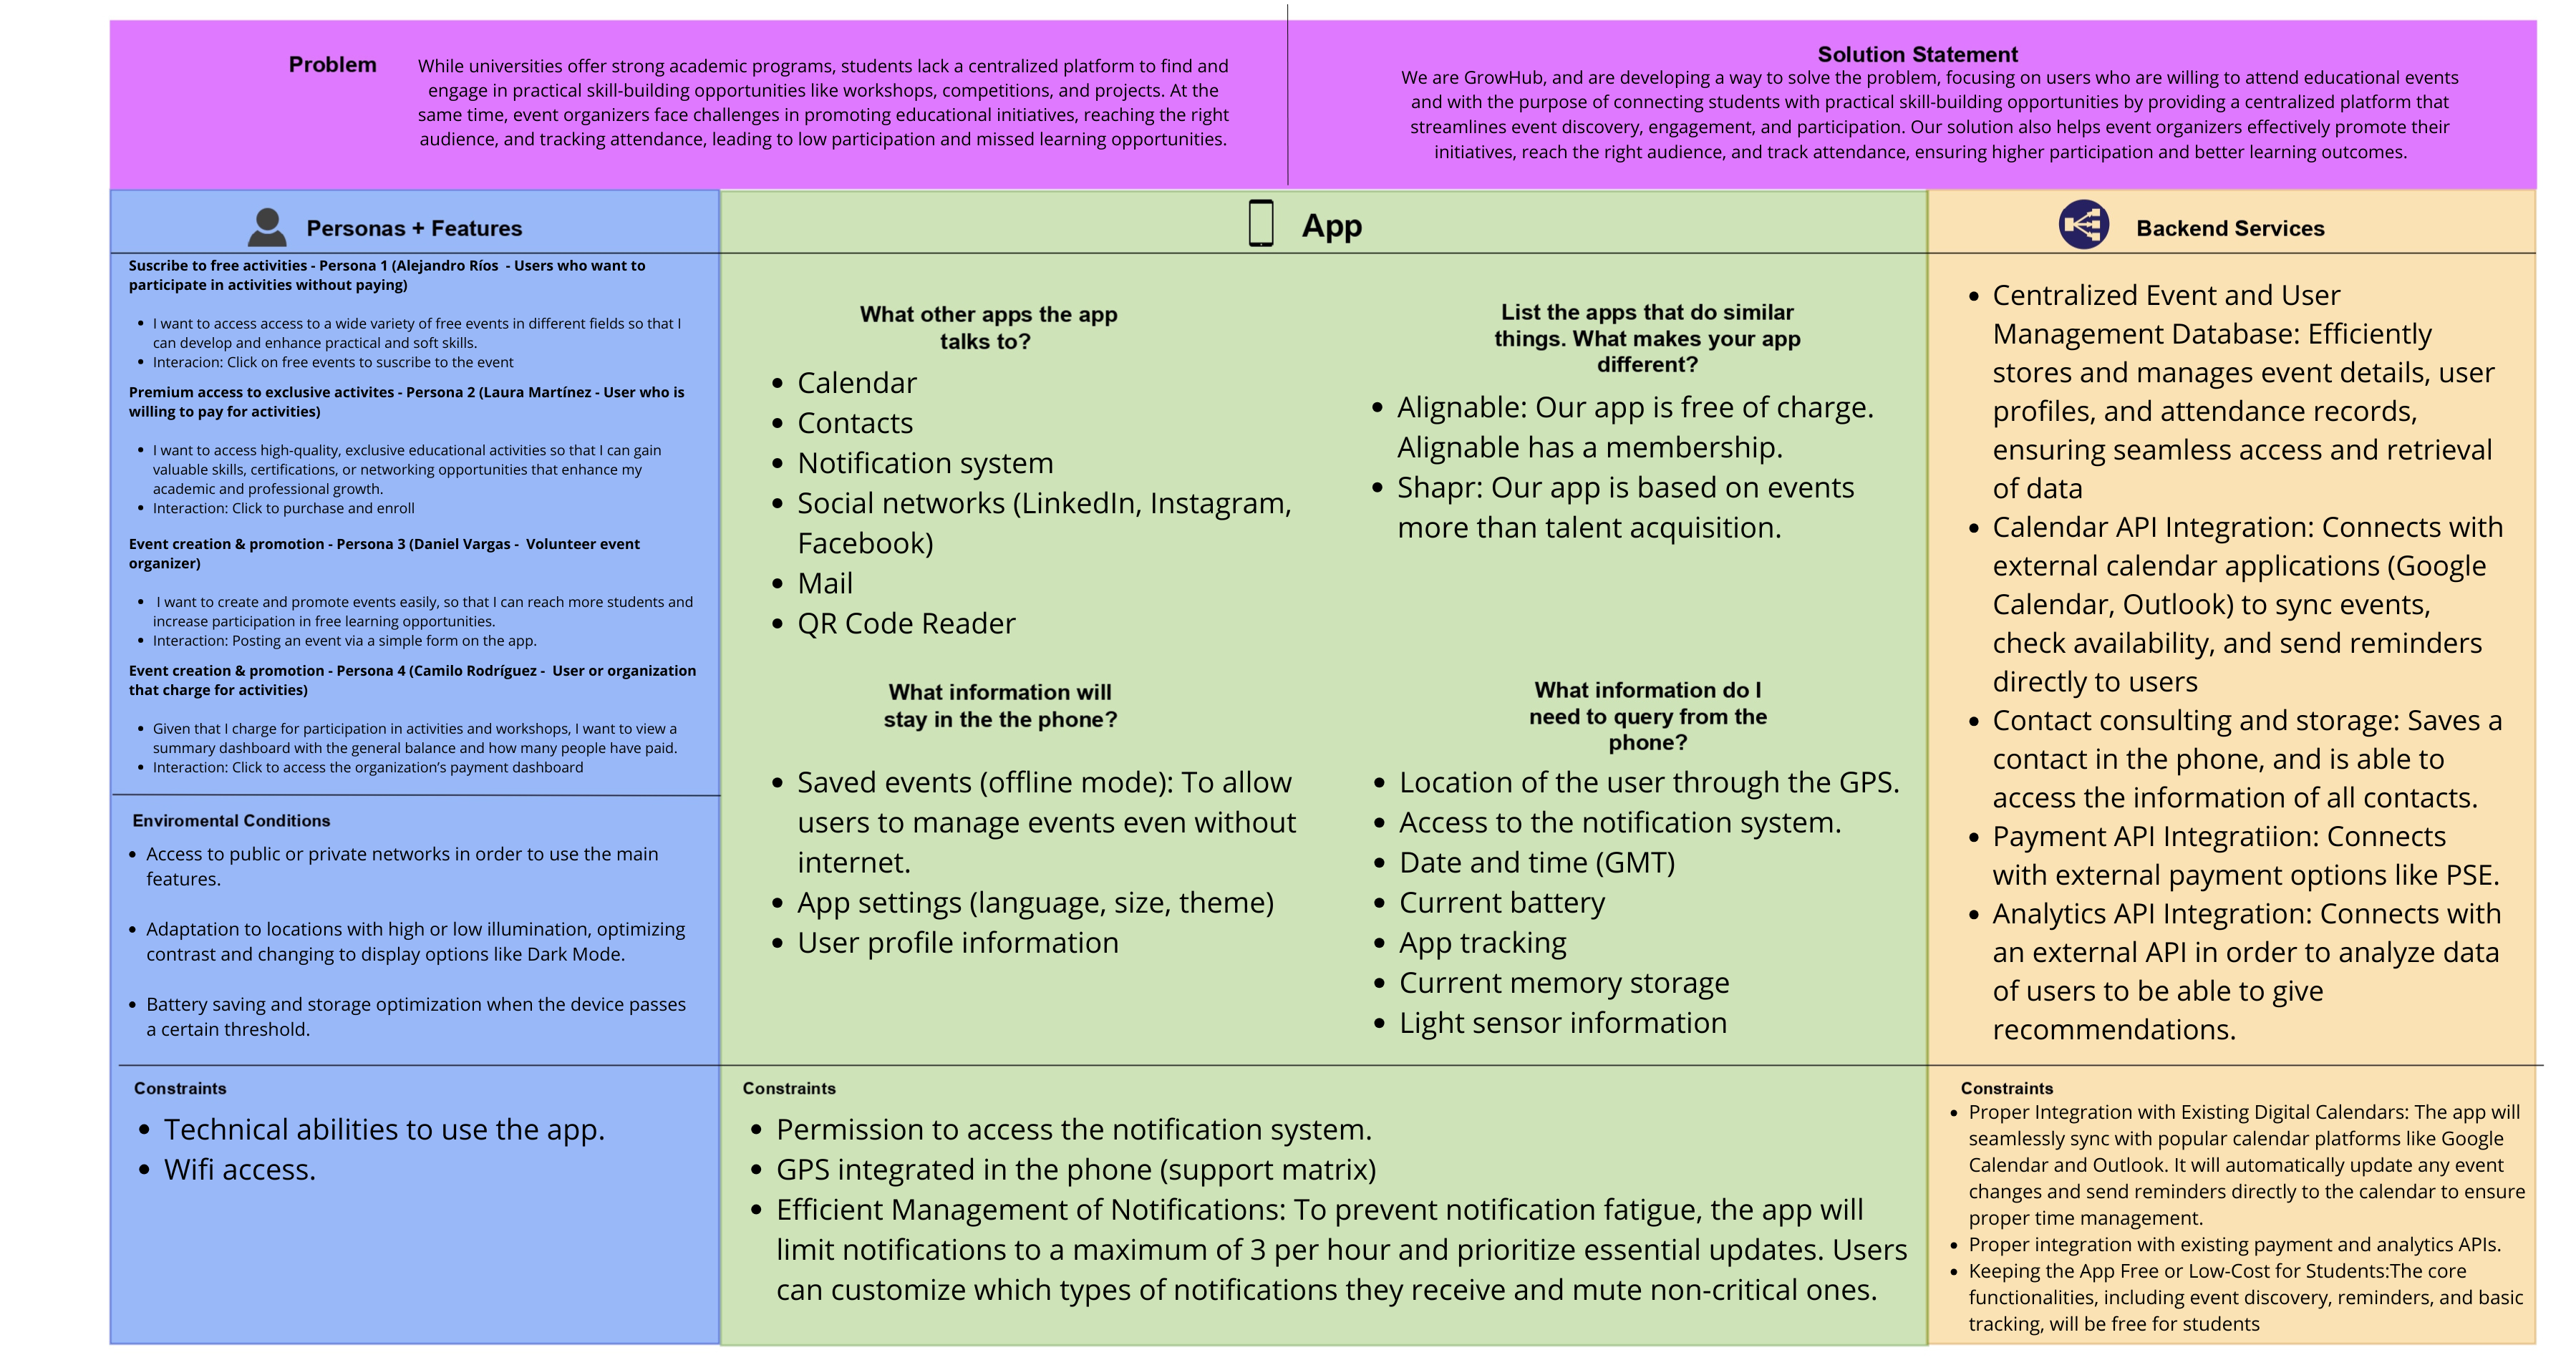 Problem
While universities offer strong academic programs, students lack a centralized platform to find and
engage in practical skill-building opportunities like workshops, competitions, and projects. At the
same time, event organizers face challenges in promoting educational initiatives, reaching the right
audience, and tracking attendance, leading to low participation and missed learning opportunities.
Solution Statement
We are GrowHub, and are developing a way to solve the problem, focusing on users who are willing to attend educational events
and with the purpose of connecting students with practical skill-building opportunities by providing a centralized platform that
streamlines event discovery, engagement, and participation. Our solution also helps event organizers effectively promote their
initiatives, reach the right audience, and track attendance, ensuring higher participation and better learning outcomes.
Personas + Features
Suscribe to free activities - Persona 1 (Alejandro Ríos - Users who want to
participate in activities without paying)
• I want to access access to a wide variety of free events in different fields so that I
can develop and enhance practical and soft skills.
• Interacion: Click on free events to suscribe to the event
Premium access to exclusive activites - Persona 2 (Laura Martínez - User who is
willing to pay for activities)
• I want to access high-quality, exclusive educational activities so that I can gain
valuable skills, certifications, or networking opportunities that enhance my
academic and professional growth.
• Interaction: Click to purchase and enroll
Event creation & promotion - Persona 3 (Daniel Vargas - Volunteer event
organizer)
• I want to create and promote events easily, so that I can reach more students and
increase participation in free learning opportunities.
• Interaction: Posting an event via a simple form on the app.
Event creation & promotion - Persona 4 (Camilo Rodríguez - User or organization
that charge for activities)
• Given that I charge for participation in activities and workshops, I want to view a
summary dashboard with the general balance and how many people have paid.
• Interaction: Click to access the organization's payment dashboard
Enviromental Conditions
• Access to public or private networks in order to use the main
features.
• Adaptation to locations with high or low illumination, optimizing
contrast and changing to display options like Dark Mode.
• Battery saving and storage optimization when the device passes
a certain threshold.
Constraints
• Technical abilities to use the app.
• Wifi access.
App
What other apps the app
talks to?
• Calendar
• Contacts
• Notification system
• Social networks (LinkedIn, Instagram,
Facebook)
• Mail
• QR Code Reader
List the apps that do similar
things. What makes your app
different?
• Alignable: Our app is free of charge.
Alignable has a membership.
• Shapr: Our app is based on events
more than talent acquisition.
What information will
stay in the the phone?
• Saved events (offline mode): To allow
users to manage events even without
internet.
• App settings (language, size, theme)
• User profile information
What information do I
need to query from the
phone?
• Location of the user through the GPS.
• Access to the notification system.
• Date and time (GMT)
• Current battery
• App tracking
• Current memory storage
• Light sensor information
Constraints
• Permission to access the notification system.
• GPS integrated in the phone (support matrix)
• Efficient Management of Notifications: To prevent notification fatigue, the app will
limit notifications to a maximum of 3 per hour and prioritize essential updates. Users
can customize which types of notifications they receive and mute non-critical ones.
Backend Services
• Centralized Event and User
Management Database: Efficiently
stores and manages event details, user
profiles, and attendance records,
ensuring seamless access and retrieval
of data
• Calendar API Integration: Connects with
external calendar applications (Google
Calendar, Outlook) to sync events,
check availability, and send reminders
directly to users
• Contact consulting and storage: Saves a
contact in the phone, and is able to
access the information of all contacts.
• Payment API Integratiion: Connects
with external payment options like PSE.
• Analytics API Integration: Connects with
an external API in order to analyze data
of users to be able to give
recommendations.
Constraints
• Proper Integration with Existing Digital Calendars: The app will
seamlessly sync with popular calendar platforms like Google
Calendar and Outlook. It will automatically update any event
changes and send reminders directly to the calendar to ensure
proper time management.
• Proper integration with existing payment and analytics APIs.
• Keeping the App Free or Low-Cost for Students:The core
functionalities, including event discovery, reminders, and basic
tracking, will be free for students